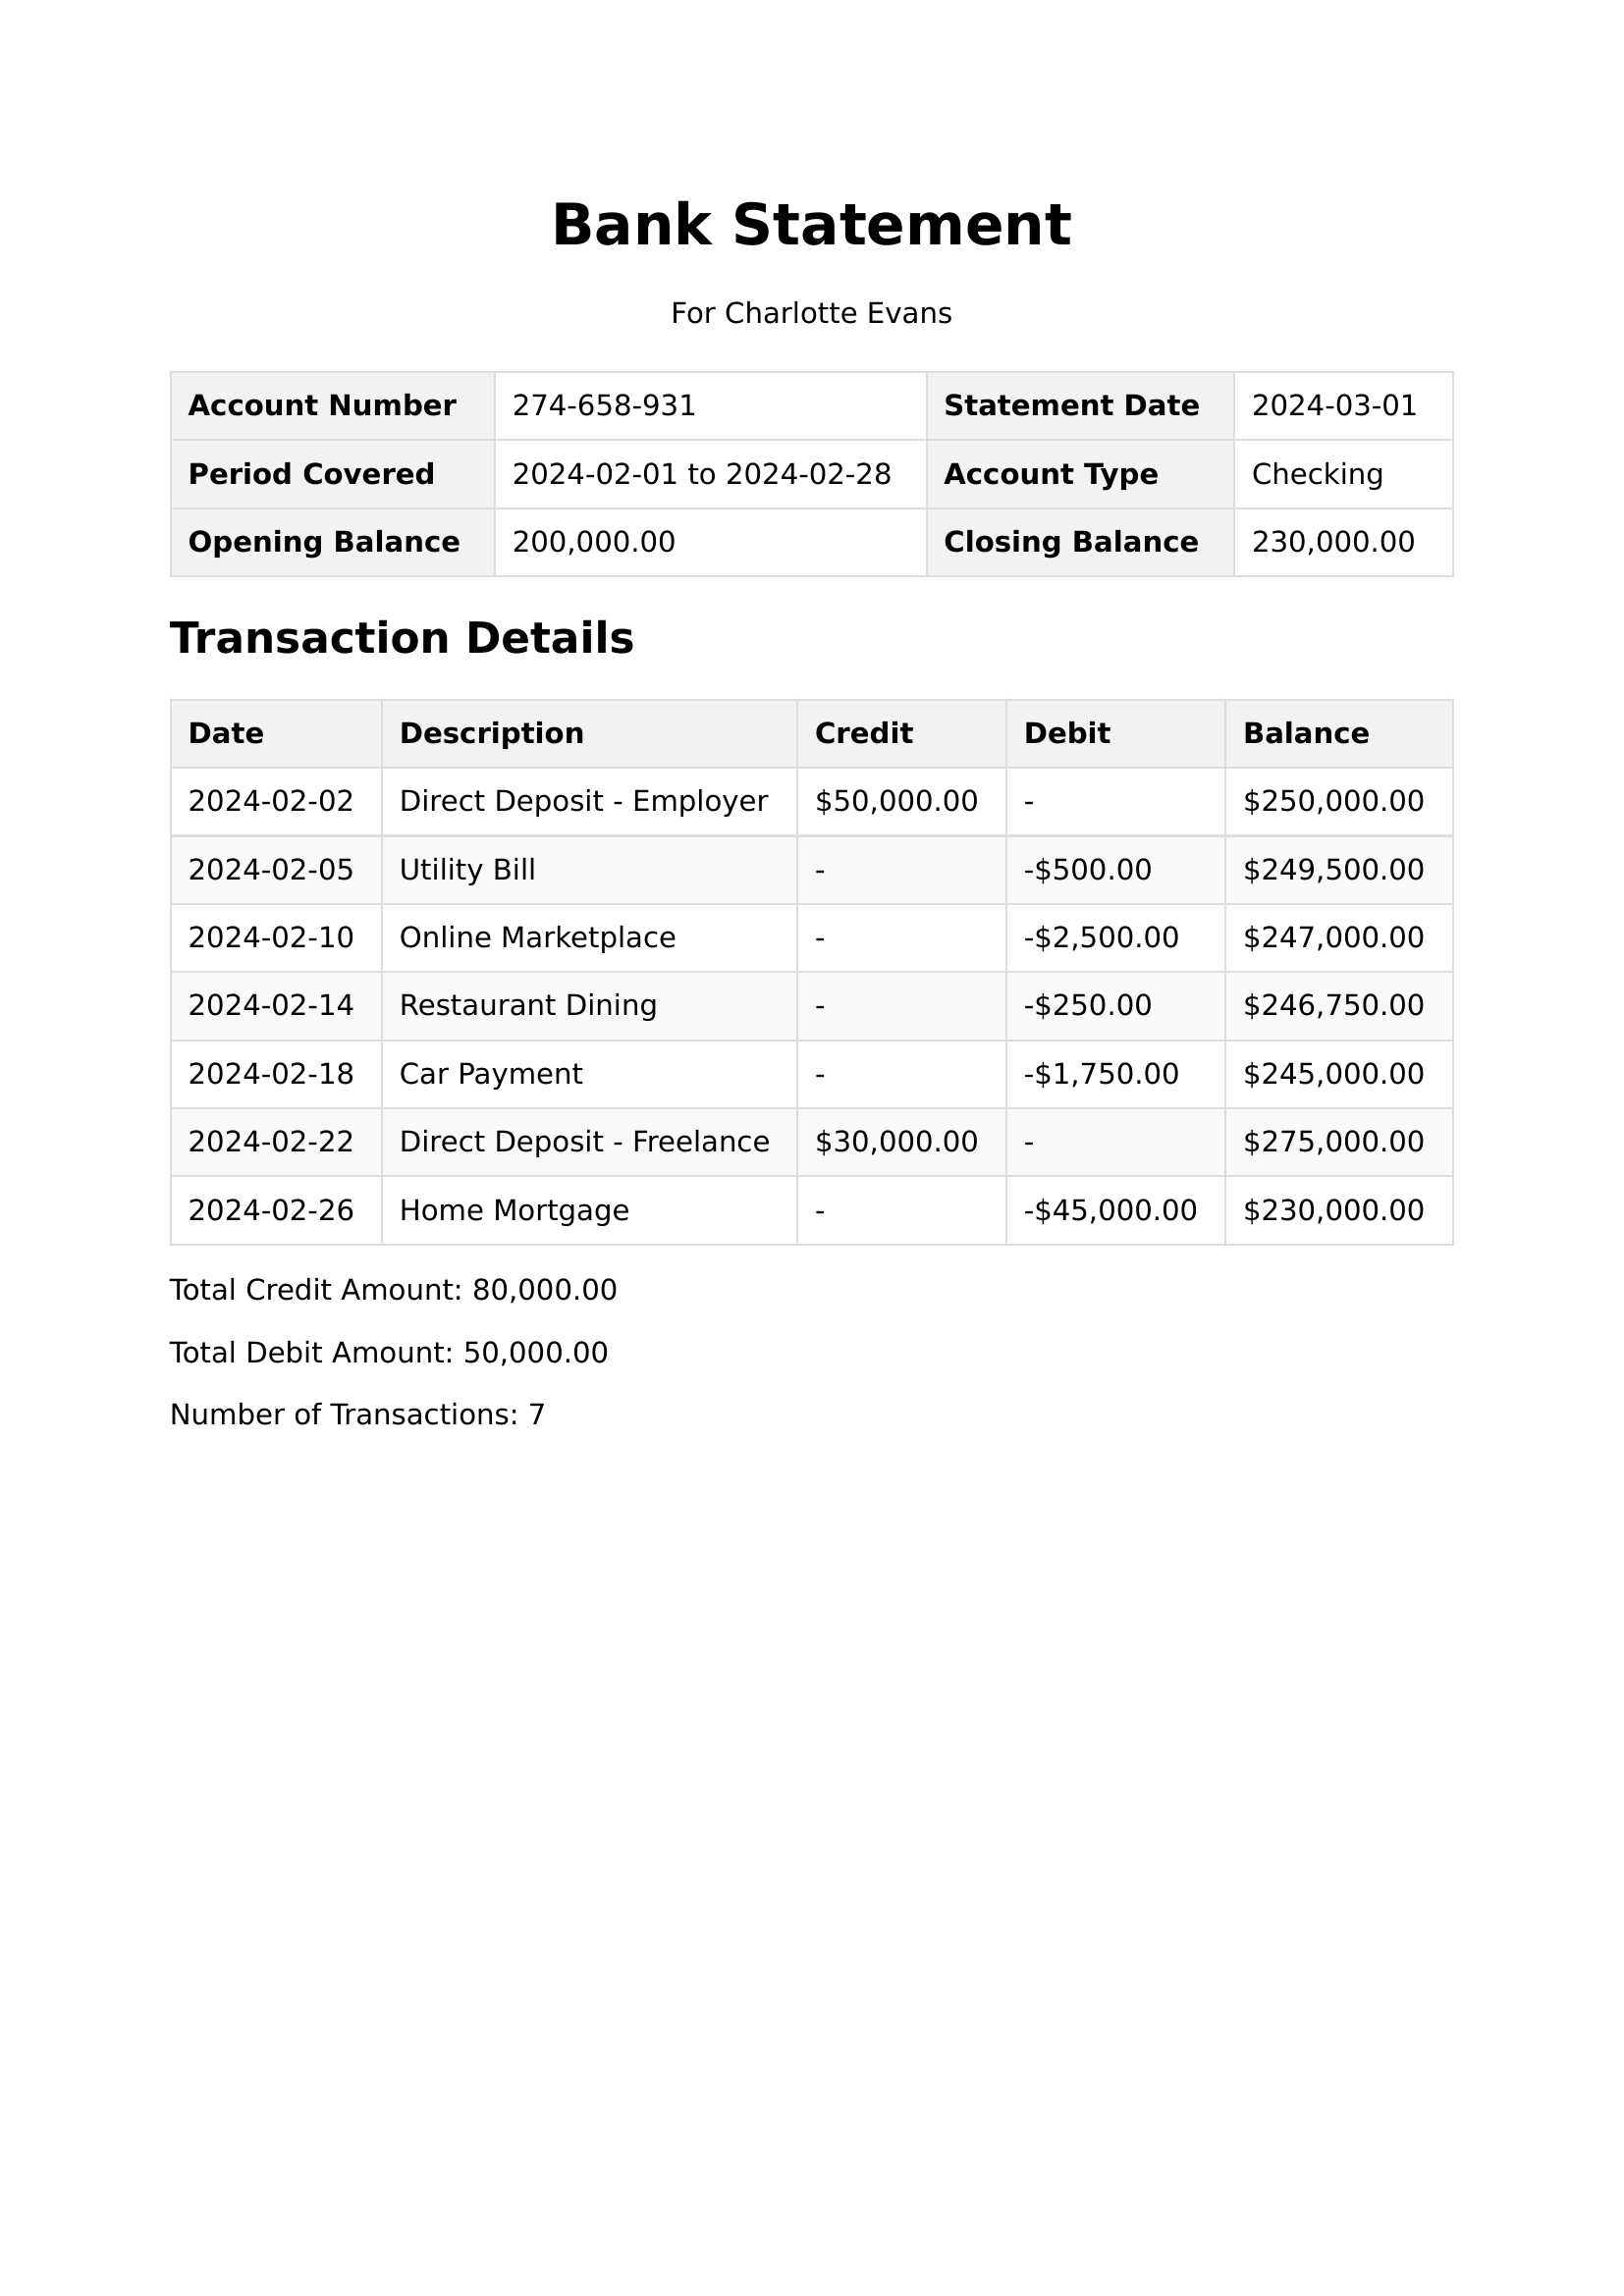 Bank Statement
For Charlotte Evans
Account Number 274-658-931 Statement Date 2024-03-01
Period Covered 2024-02-01 to 2024-02-28 Account Type Checking
Opening Balance 200,000.00 Closing Balance 230,000.00
Transaction Details
Date Description Credit Debit Balance
2024-02-02 Direct Deposit - Employer $50,000.00 - $250,000.00
2024-02-05 Utility Bill - -$500.00 $249,500.00
2024-02-10 Online Marketplace - -$2,500.00 $247,000.00
2024-02-14 Restaurant Dining - -$250.00 $246,750.00
2024-02-18 Car Payment - -$1,750.00 $245,000.00
2024-02-22 Direct Deposit - Freelance $30,000.00 - $275,000.00
2024-02-26 Home Mortgage - -$45,000.00 $230,000.00
Total Credit Amount: 80,000.00
Total Debit Amount: 50,000.00
Number of Transactions: 7